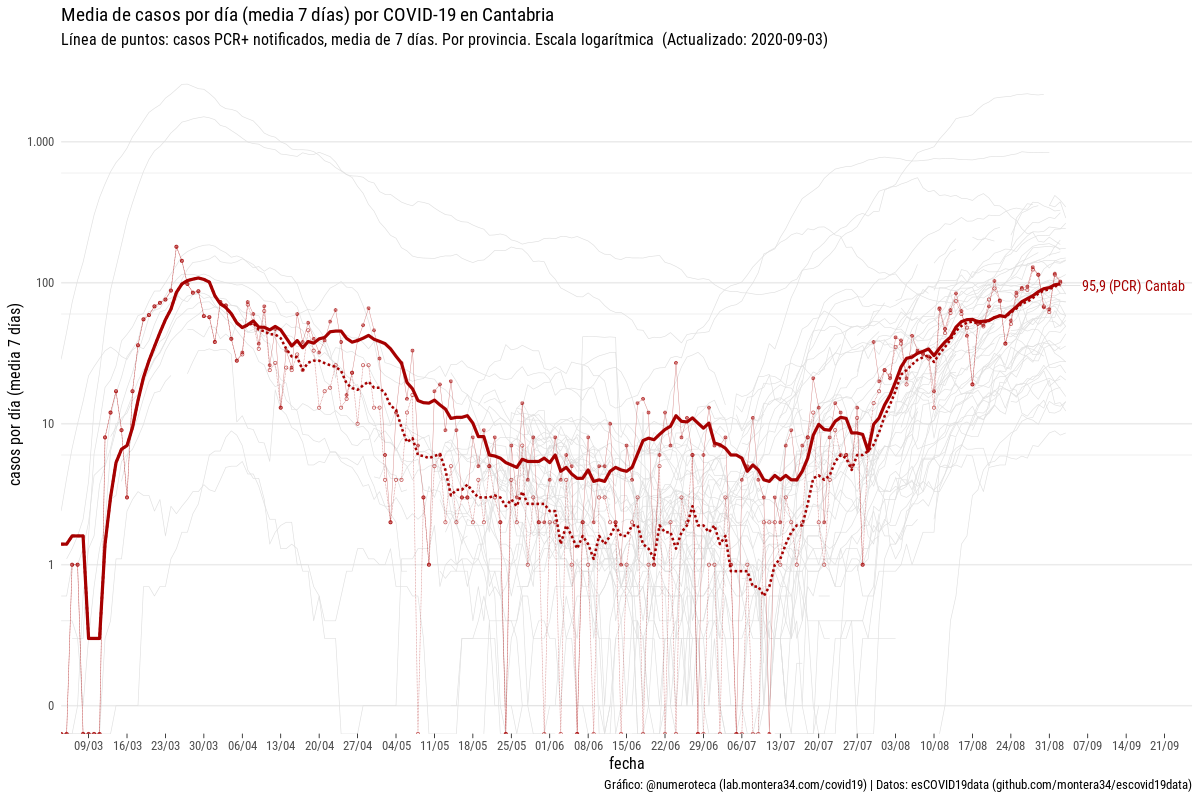 Media de casos por día (media 7 días) por COVID-19 en Cantabria
Línea de puntos: casos PCR+ notificados, media de 7 días. Por provincia. Escala logarítmica (Actualizado: 2020-09-03)
casos por día (media 7 días)
1.000
100
10
1
0
95,9 (PCR) Cantab
09/03 16/03 23/03 30/03 06/04 13/04 20/04 27/04 04/05 11/05 18/05 25/05 01/06 08/06 15/06 22/06 29/06 06/07 13/07 20/07 27/07 03/08 10/08 17/08 24/08 31/08 07/09 14/09 21/09
fecha
Gráfico: @numeroteca (lab.montera34.com/covid19) | Datos: esCOVID19data (github.com/montera34/escovid19data)